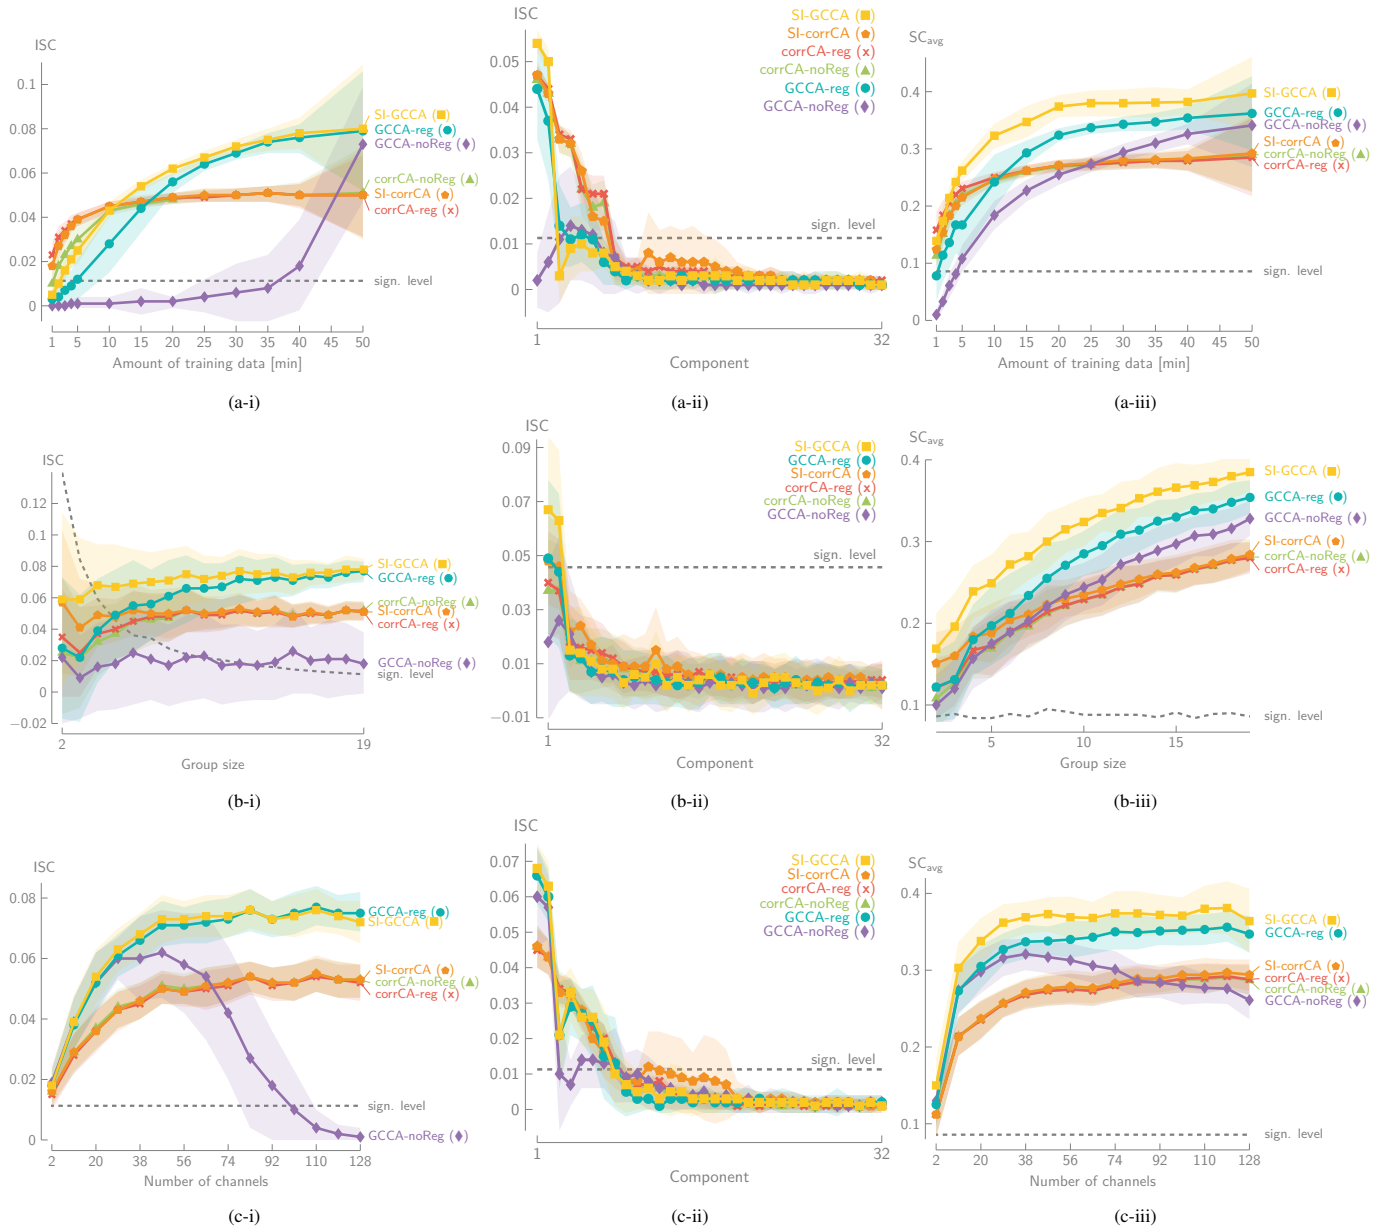 ISC
0.1
0.08
0.06
0.04
0.02
0
SI-GCCA (■)
GCCA-reg (●)
GCCA-noReg (♦)
corrCA-noReg (▲)
SI-corrCA (⬟)
corrCA-reg (x)
sign. level
1 5 10 15 20 25 30 35 40 45 50
Amount of training data [min]
(a-i)
ISC
0.05
0.04
0.03
0.02
0.01
0
SI-GCCA (■)
SI-corrCA (⬟)
corrCA-reg (x)
corrCA-noReg (▲)
GCCA-reg (●)
GCCA-noReg (♦)
sign. level
1 32
Component
(a-ii)
SCavg
0.4
0.3
0.2
0.1
0
SI-GCCA (■)
GCCA-reg (●)
GCCA-noReg (♦)
SI-corrCA (⬟)
corrCA-noReg (▲)
corrCA-reg (x)
sign. level
1 5 10 15 20 25 30 35 40 45 50
Amount of training data [min]
(a-iii)
ISC
0.12
0.1
0.08
0.06
0.04
0.02
0
−0.02
SI-GCCA (■)
GCCA-reg (●)
corrCA-noReg (▲)
SI-corrCA (⬟)
corrCA-reg (x)
GCCA-noReg (♦)
sign. level
2 19
Group size
(b-i)
ISC
0.09
0.07
0.05
0.03
0.01
−0.01
SI-GCCA (■)
GCCA-reg (●)
SI-corrCA (⬟)
corrCA-reg (x)
corrCA-noReg (▲)
GCCA-noReg (♦)
sign. level
1 32
Component
(b-ii)
SCavg
0.4
0.3
0.2
0.1
SI-GCCA (■)
GCCA-reg (●)
GCCA-noReg (♦)
SI-corrCA (⬟)
corrCA-noReg (▲)
corrCA-reg (x)
sign. level
5 10 15
Group size
(b-iii)
ISC
0.08
0.06
0.04
0.02
0
GCCA-reg (●)
SI-GCCA (■)
SI-corrCA (⬟)
corrCA-noReg (▲)
corrCA-reg (x)
sign. level
GCCA-noReg (♦)
2 20 38 56 74 92 110 128
Number of channels
(c-i)
ISC
0.07
0.06
0.05
0.04
0.03
0.02
0.01
0
SI-GCCA (■)
SI-corrCA (⬟)
corrCA-reg (x)
corrCA-noReg (▲)
GCCA-reg (●)
GCCA-noReg (♦)
sign. level
1 32
Component
(c-ii)
SCavg
0.4
0.3
0.2
0.1
SI-GCCA (■)
GCCA-reg (●)
SI-corrCA (⬟)
corrCA-reg (x)
corrCA-noReg (▲)
GCCA-noReg (♦)
sign. level
2 20 38 56 74 92 110 128
Number of channels
(c-iii)